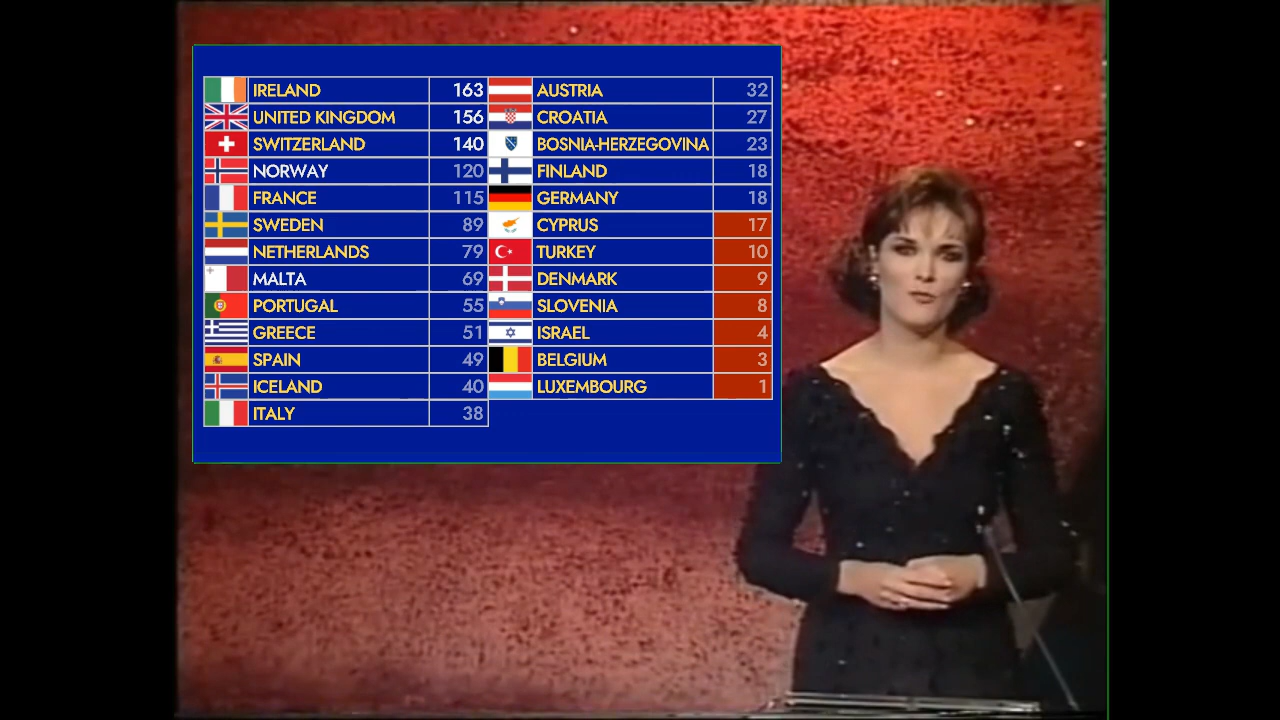 IRELAND 163
UNITED KINGDOM 156
SWITZERLAND 140
NORWAY 120
FRANCE 115
SWEDEN 89
NETHERLANDS 79
MALTA 69
PORTUGAL 55
GREECE 51
SPAIN 49
ICELAND 40
ITALY 38
AUSTRIA 32
CROATIA 27
BOSNIA-HERZEGOVINA 23
FINLAND 18
GERMANY 18
CYPRUS 17
TURKEY 10
DENMARK 9
SLOVENIA 8
ISRAEL 4
BELGIUM 3
LUXEMBOURG 1